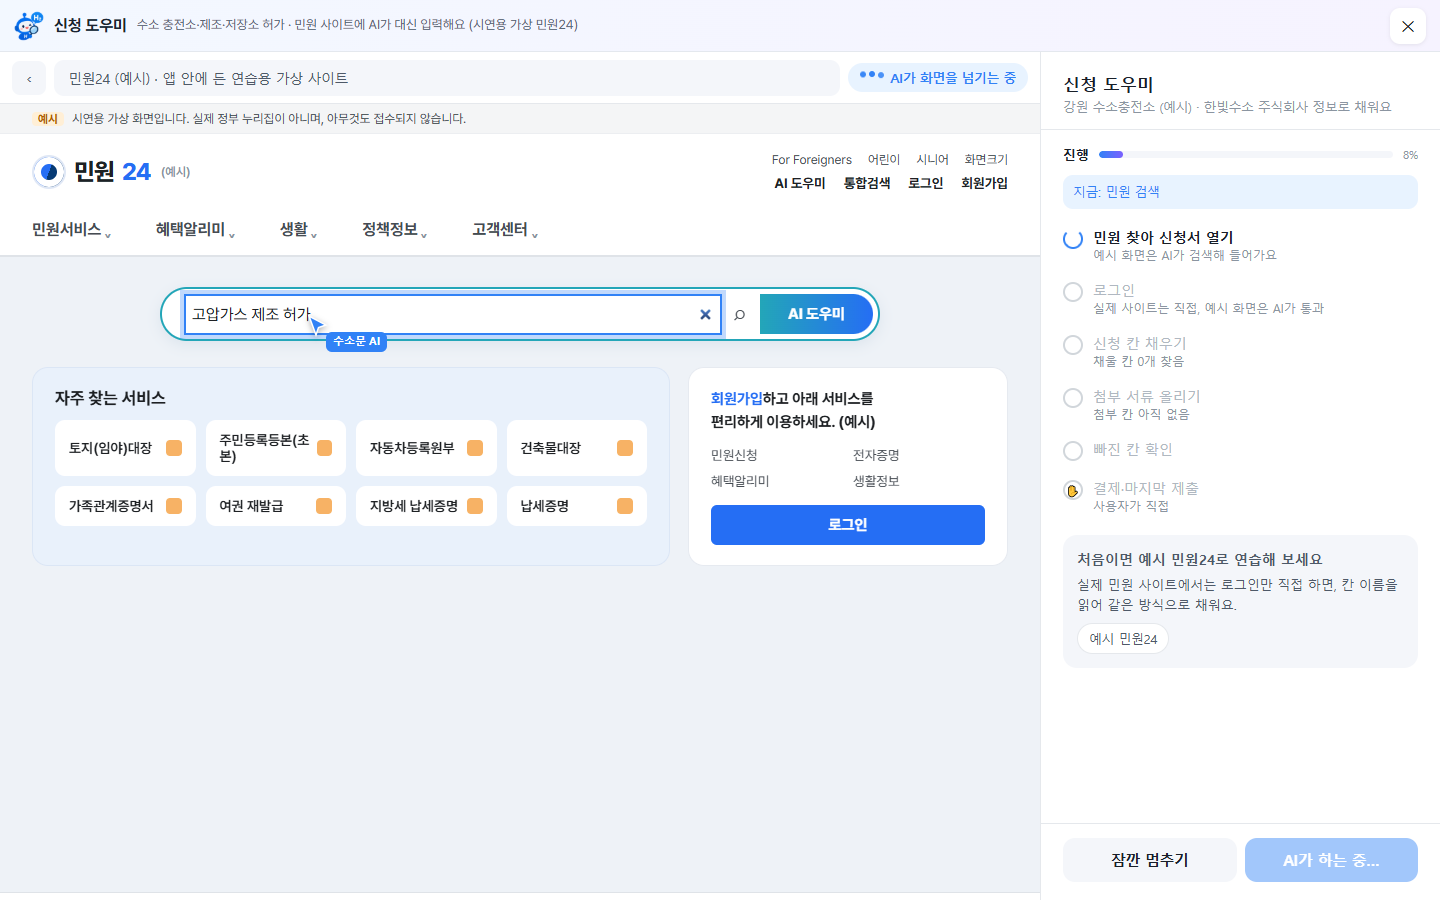 신청 도우미
수소 충전소·제조·저장소 허가 · 민원 사이트에 AI가 대신 입력해요 (시연용 가상 민원24)
민원24 (예시) · 앱 안에 든 연습용 가상 사이트
AI가 화면을 넘기는 중
예시 시연용 가상 화면입니다. 실제 정부 누리집이 아니며, 아무것도 접수되지 않습니다.
민원 24 (예시)
For Foreigners 어린이 시니어 화면크기
AI 도우미 통합검색 로그인 회원가입
민원서비스 혜택알리미 생활 정책정보 고객센터
고압가스 제조 허가
AI 도우미
수소문 AI
자주 찾는 서비스
토지(임야)대장
주민등록등본(초
본)
자동차등록원부
건축물대장
가족관계증명서
여권 재발급
지방세 납세증명
납세증명
회원가입하고 아래 서비스를
편리하게 이용하세요. (예시)
민원신청 전자증명
혜택알리미 생활정보
로그인
신청 도우미
강원 수소충전소 (예시) · 한빛수소 주식회사 정보로 채워요
진행 8%
지금: 민원 검색
민원 찾아 신청서 열기
예시 화면은 AI가 검색해 들어가요
로그인
실제 사이트는 직접, 예시 화면은 AI가 통과
신청 칸 채우기
채울 칸 0개 찾음
첨부 서류 올리기
첨부 칸 아직 없음
빠진 칸 확인
결제·마지막 제출
사용자가 직접
처음이면 예시 민원24로 연습해 보세요
실제 민원 사이트에서는 로그인만 직접 하면, 칸 이름을
읽어 같은 방식으로 채워요.
예시 민원24
잠깐 멈추기
AI가 하는 중...